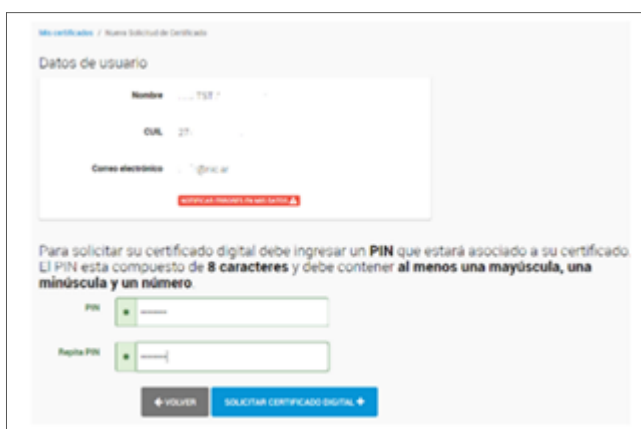 Mis certificados / Nueva Solicitud de Certificado
Datos de usuario
Nombre TST
CUIL 27
Correo electrónico @nic.ar
NOTIFICAR ERRORES EN MIS DATOS
Para solicitar su certificado digital debe ingresar un PIN que estará asociado a su certificado.
El PIN esta compuesto de 8 caracteres y debe contener al menos una mayúscula, una
minúscula y un número.
PIN
Repita PIN
VOLVER SOLICITAR CERTIFICADO DIGITAL